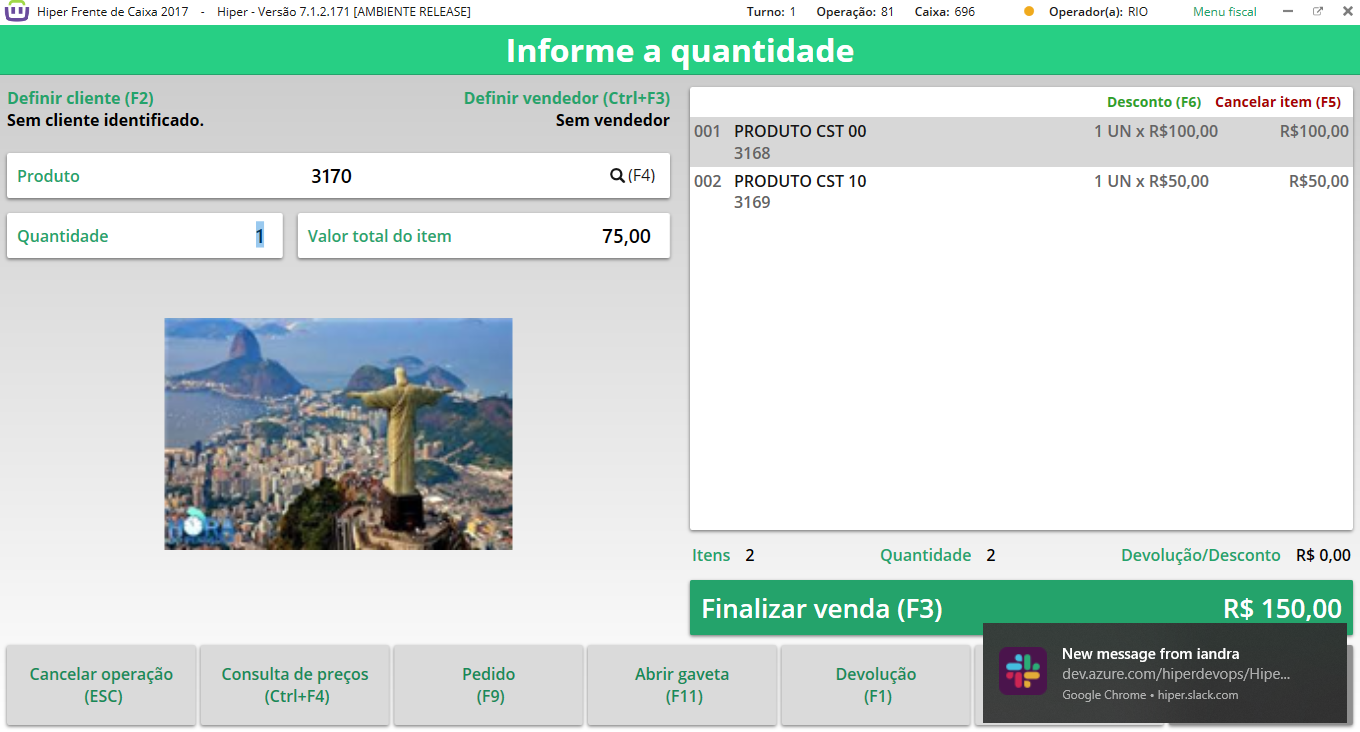 Hiper Frente de Caixa 2017 - Hiper - Versão 7.1.2.171 [AMBIENTE RELEASE] Turno: 1 Operação: 81 Caixa: 696 Operador(a): RIO Menu fiscal
Informe a quantidade
Definir cliente (F2) Definir vendedor (Ctrl+F3)
Sem cliente identificado. Sem vendedor
Produto 3170 (F4)
Quantidade 1 Valor total do item 75,00
HORA
Desconto (F6) Cancelar item (F5)
001 PRODUTO CST 00 1 UN x R$100,00 R$100,00
3168
002 PRODUTO CST 10 1 UN x R$50,00 R$50,00
3169
Itens 2 Quantidade 2 Devolução/Desconto R$ 0,00
Finalizar venda (F3) R$ 150,00
Cancelar operação
(ESC)
Consulta de preços
(Ctrl+F4)
Pedido
(F9)
Abrir gaveta
(F11)
Devolução
(F1)
New message from iandra
dev.azure.com/hiperdevops/Hipe...
Google Chrome • hiper.slack.com